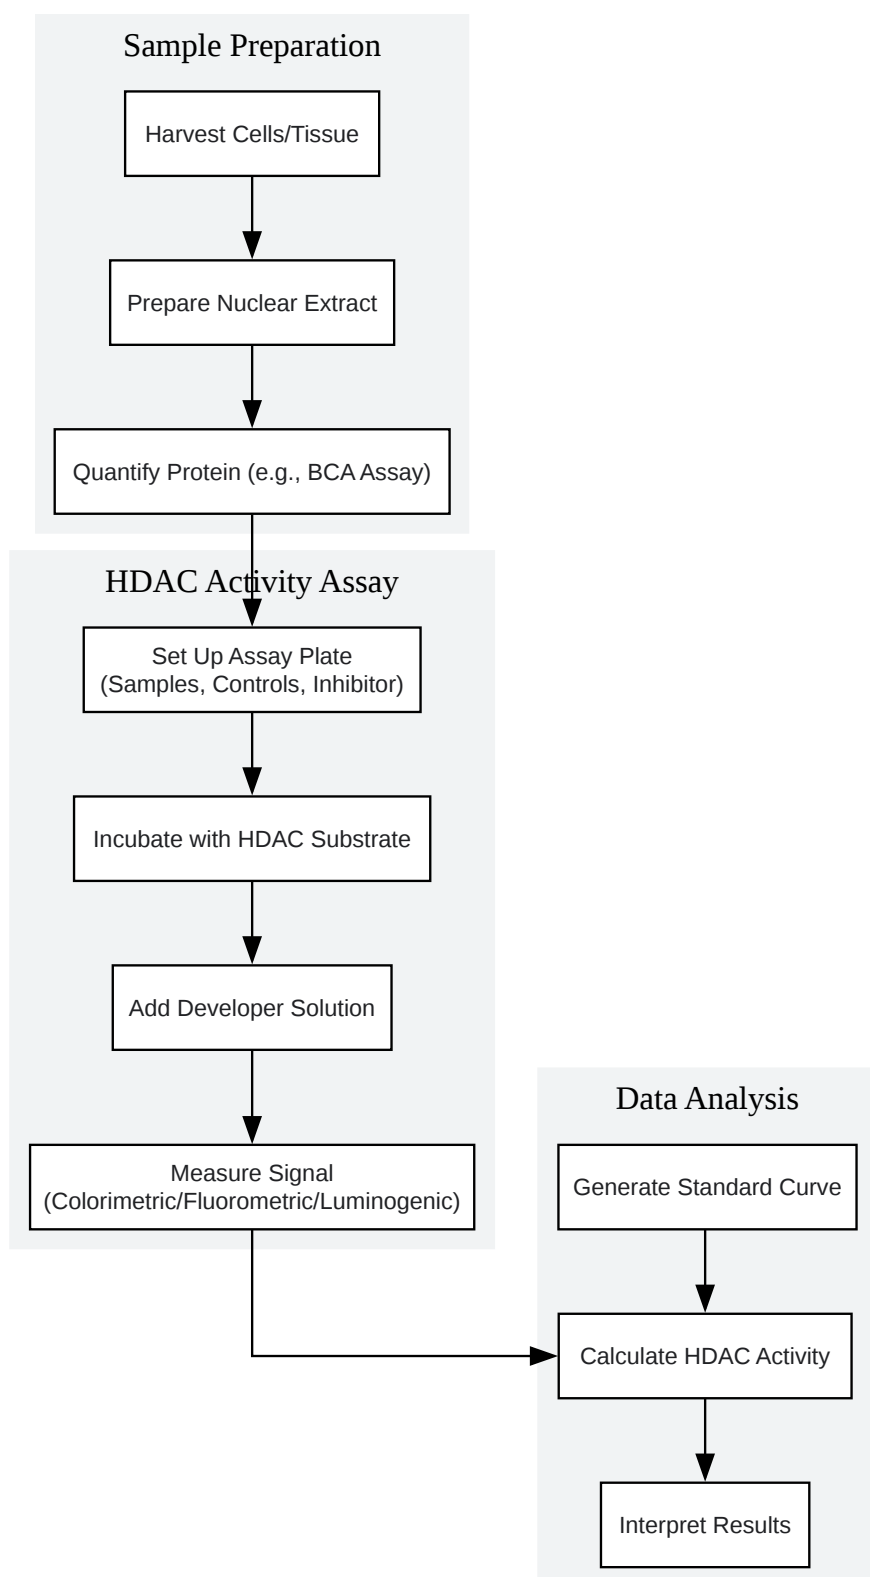 Sample Preparation
Harvest Cells/Tissue
Prepare Nuclear Extract
Quantify Protein (e.g., BCA Assay)
HDAC Activity Assay
Set Up Assay Plate
(Samples, Controls, Inhibitor)
Incubate with HDAC Substrate
Add Developer Solution
Measure Signal
(Colorimetric/Fluorometric/Luminogenic)
Data Analysis
Generate Standard Curve
Calculate HDAC Activity
Interpret Results